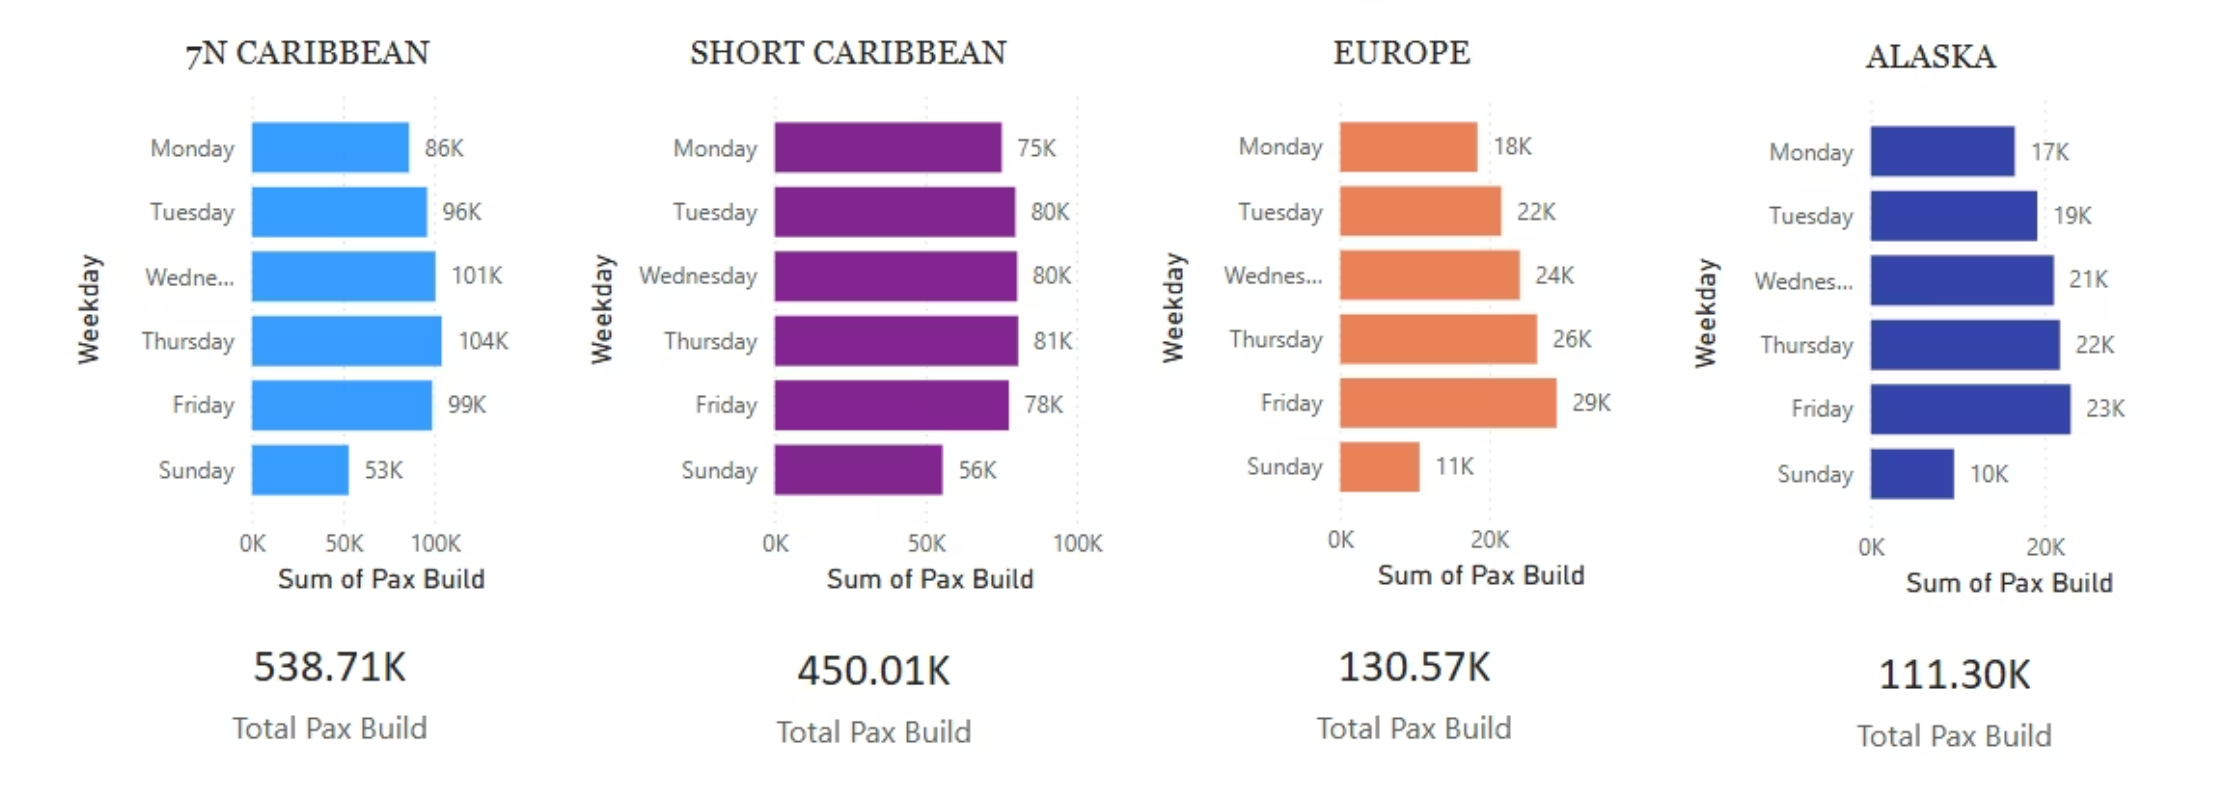 7N CARIBBEAN
Weekday
Monday 86K
Tuesday 96K
Wedne... 101K
Thursday 104K
Friday 99K
Sunday 53K
0K 50K 100K
Sum of Pax Build
538.71K
Total Pax Build
SHORT CARIBBEAN
Weekday
Monday 75K
Tuesday 80K
Wednesday 80K
Thursday 81K
Friday 78K
Sunday 56K
0K 50K 100K
Sum of Pax Build
450.01K
Total Pax Build
EUROPE
Weekday
Monday 18K
Tuesday 22K
Wednes... 24K
Thursday 26K
Friday 29K
Sunday 11K
0K 20K
Sum of Pax Build
130.57K
Total Pax Build
ALASKA
Weekday
Monday 17K
Tuesday 19K
Wednes... 21K
Thursday 22K
Friday 23K
Sunday 10K
0K 20K
Sum of Pax Build
111.30K
Total Pax Build